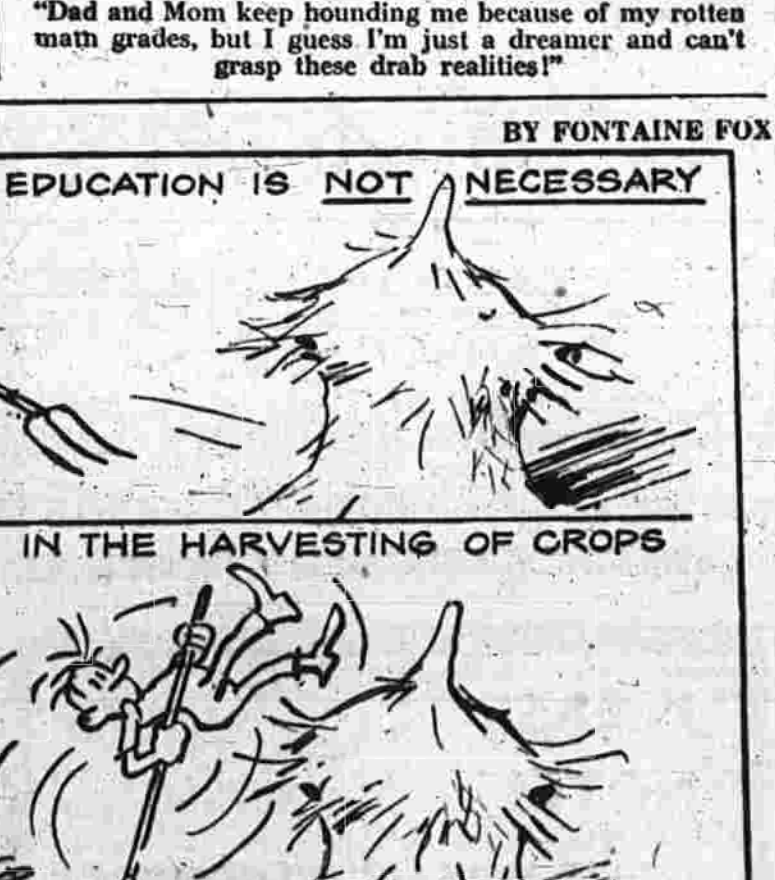 "Dad and Mom keep hounding me because of my rotten
math grades, but I guess I'm just a dreamer and can't
grasp these drab realities!"
BY FONTAINE FOX
EDUCATION IS NOT NECESSARY
IN THE HARVESTING OF CROPS